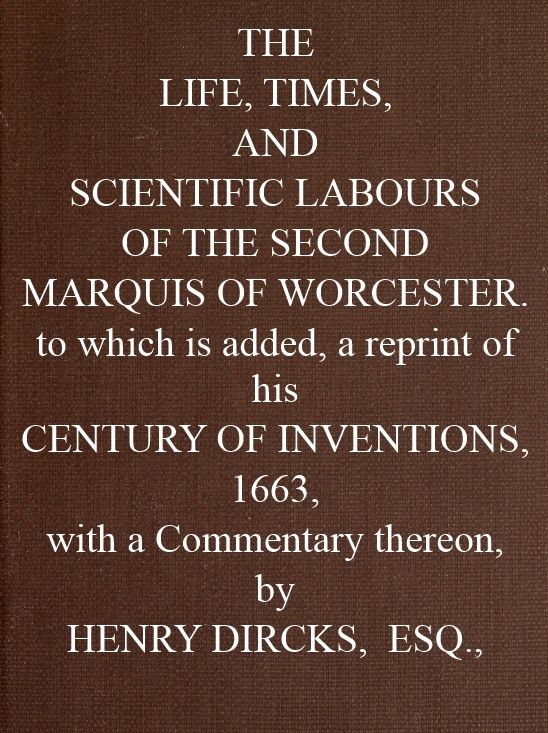 THE
LIFE, TIMES,
AND
SCIENTIFIC LABOURS
OF THE SECOND
MARQUIS OF WORCESTER.
to which is added, a reprint of
his
CENTURY OF INVENTIONS,
1663,
with a Commentary thereon,
by
HENRY DIRCKS,  ESQ.,